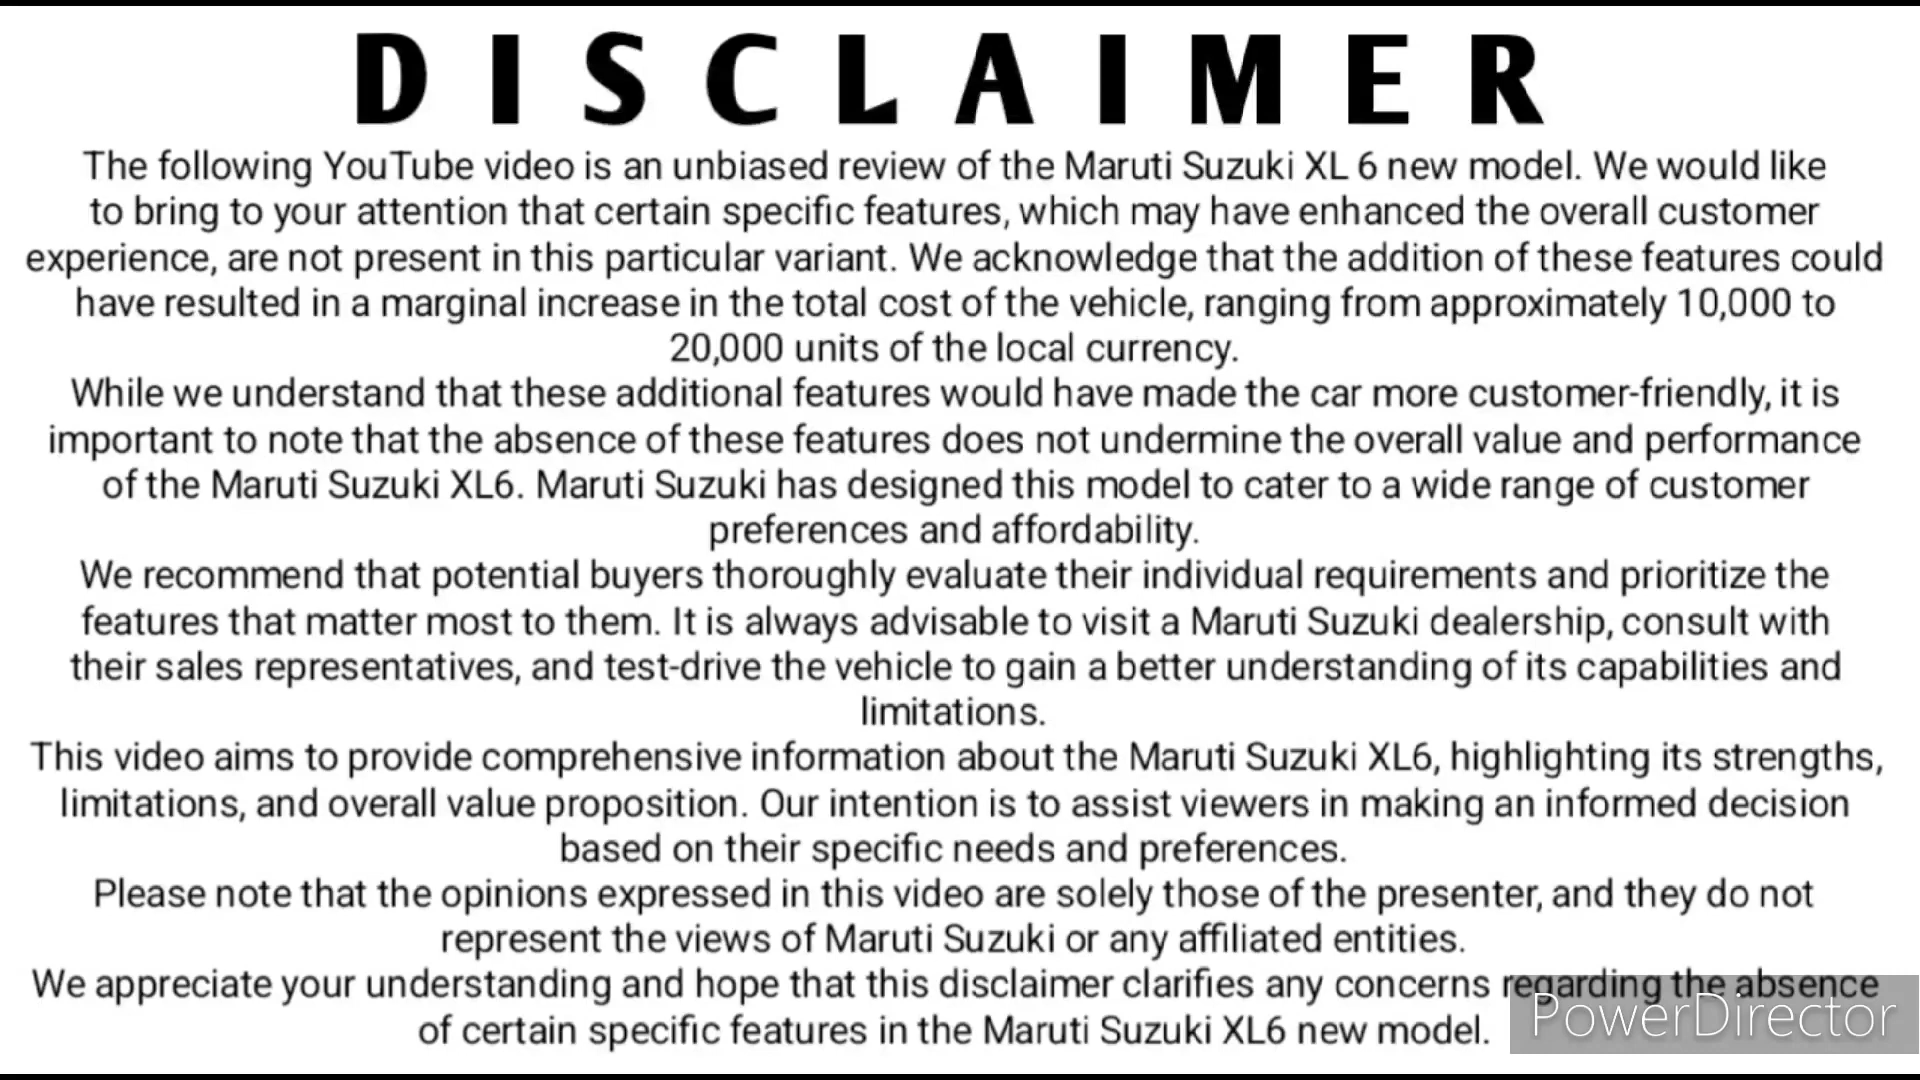 DISCLAIMER
The following YouTube video is an unbiased review of the Maruti Suzuki XL 6 new model. We would like
to bring to your attention that certain specific features, which may have enhanced the overall customer
experience, are not present in this particular variant. We acknowledge that the addition of these features could
have resulted in a marginal increase in the total cost of the vehicle, ranging from approximately 10,000 to
20,000 units of the local currency.
While we understand that these additional features would have made the car more customer-friendly, it is
important to note that the absence of these features does not undermine the overall value and performance
of the Maruti Suzuki XL6. Maruti Suzuki has designed this model to cater to a wide range of customer
preferences and affordability.
We recommend that potential buyers thoroughly evaluate their individual requirements and prioritize the
features that matter most to them. It is always advisable to visit a Maruti Suzuki dealership, consult with
their sales representatives, and test-drive the vehicle to gain a better understanding of its capabilities and
limitations.
This video aims to provide comprehensive information about the Maruti Suzuki XL6, highlighting its strengths,
limitations, and overall value proposition. Our intention is to assist viewers in making an informed decision
based on their specific needs and preferences.
Please note that the opinions expressed in this video are solely those of the presenter, and they do not
represent the views of Maruti Suzuki or any affiliated entities.
We appreciate your understanding and hope that this disclaimer clarifies any concerns regarding the absence
of certain specific features in the Maruti Suzuki XL6 new model.
PowerDirector